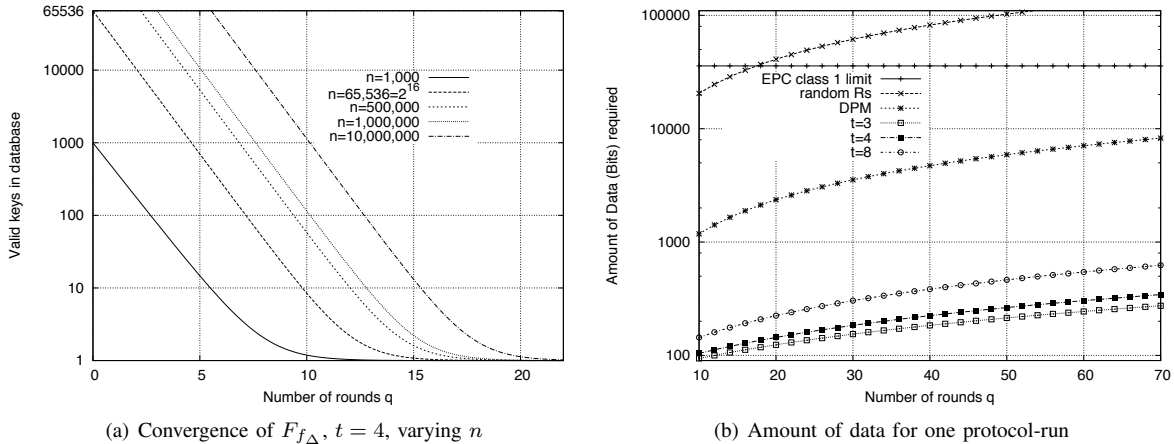 65536
10000
1000
100
10
1
Valid keys in database
0
5
10
15
20
Number of rounds q
n=1,000
n=65,536=2^16
n=500,000
n=1,000,000
n=10,000,000
(a) Convergence of F_{f_Δ}, t = 4, varying n
100000
10000
1000
100
Amount of Data (Bits) required
10
20
30
40
50
60
70
Number of rounds q
EPC class 1 limit
random Rs
DPM
t=3
t=4
t=8
(b) Amount of data for one protocol-run